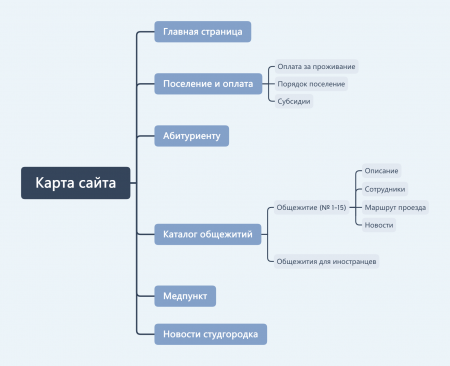 Карта сайта
Главная страница
Поселение и оплата
Оплата за проживание
Порядок поселение
Субсидии
Абитуриенту
Каталог общежитий
Общежитие (№ 1-15)
Описание
Сотрудники
Маршрут проезда
Новости
Общежития для иностранцев
Медпункт
Новости студгородка